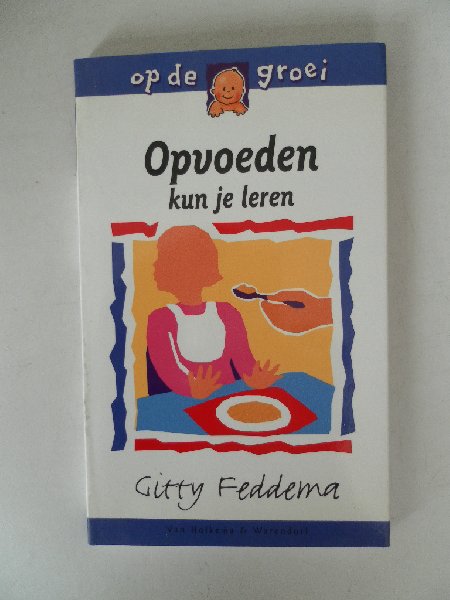 op de groei
Opvoeden
kun je leren
Gitty Feddema
Van Holkema & Warendorf